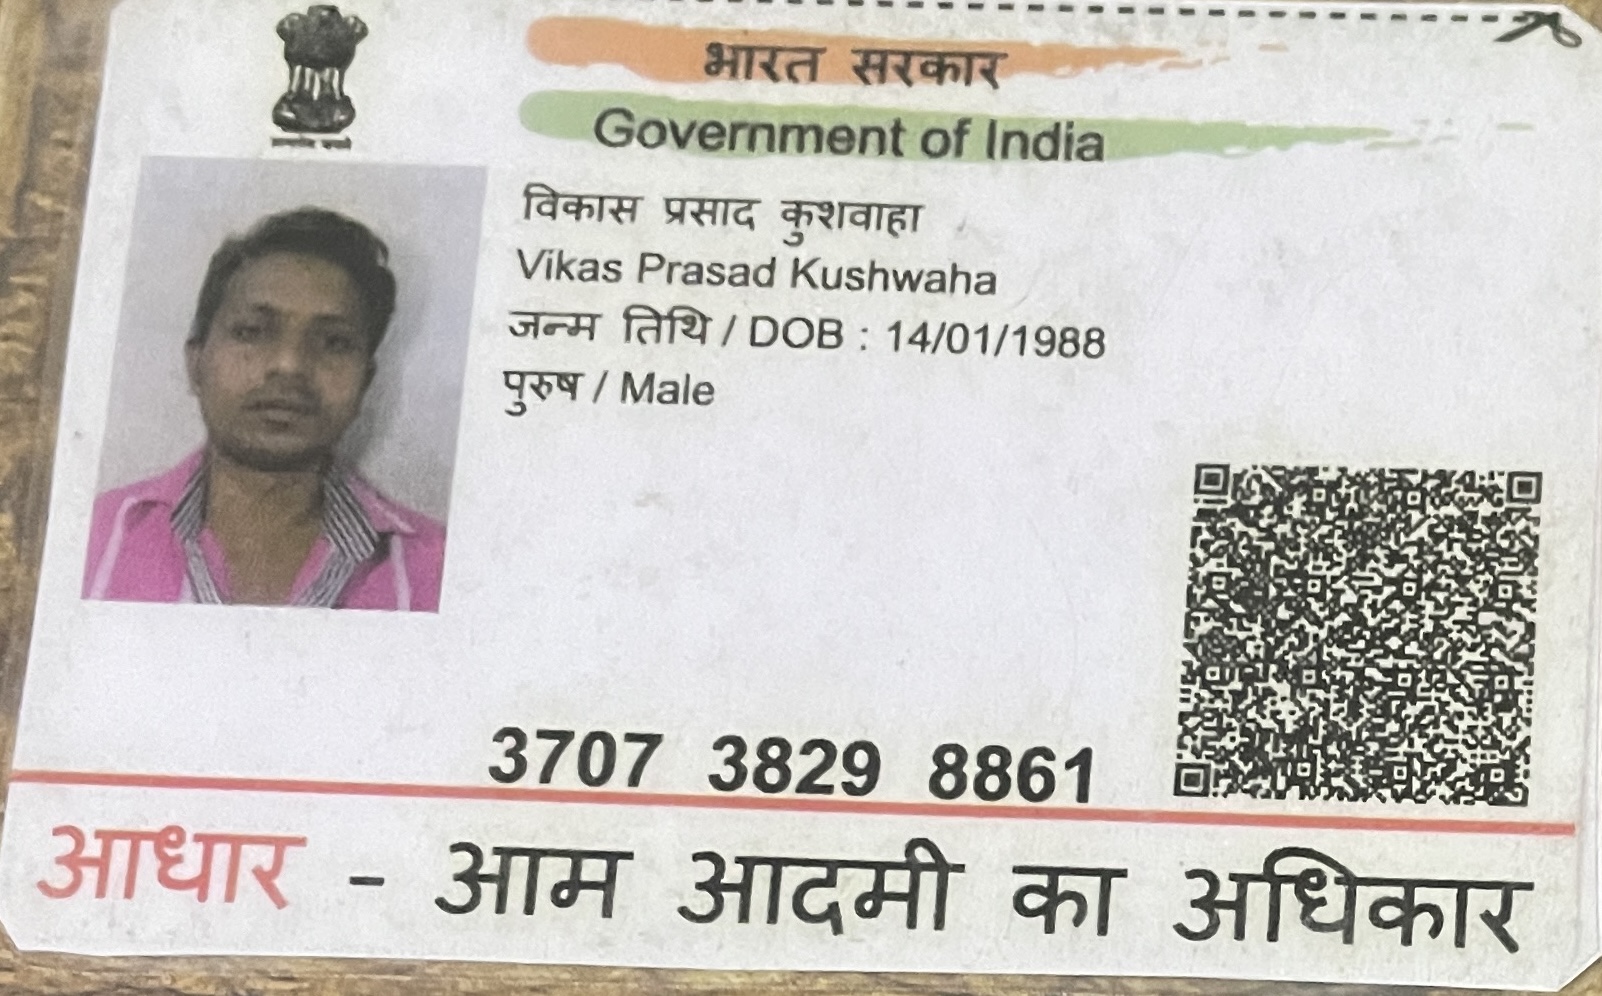 भारत सरकार
Government of India
विकास प्रसाद कुशवाहा
Vikas Prasad Kushwaha
जन्म तिथि / DOB : 14/01/1988
पुरुष / Male
3707 3829 8861
आधार - आम आदमी का अधिकार